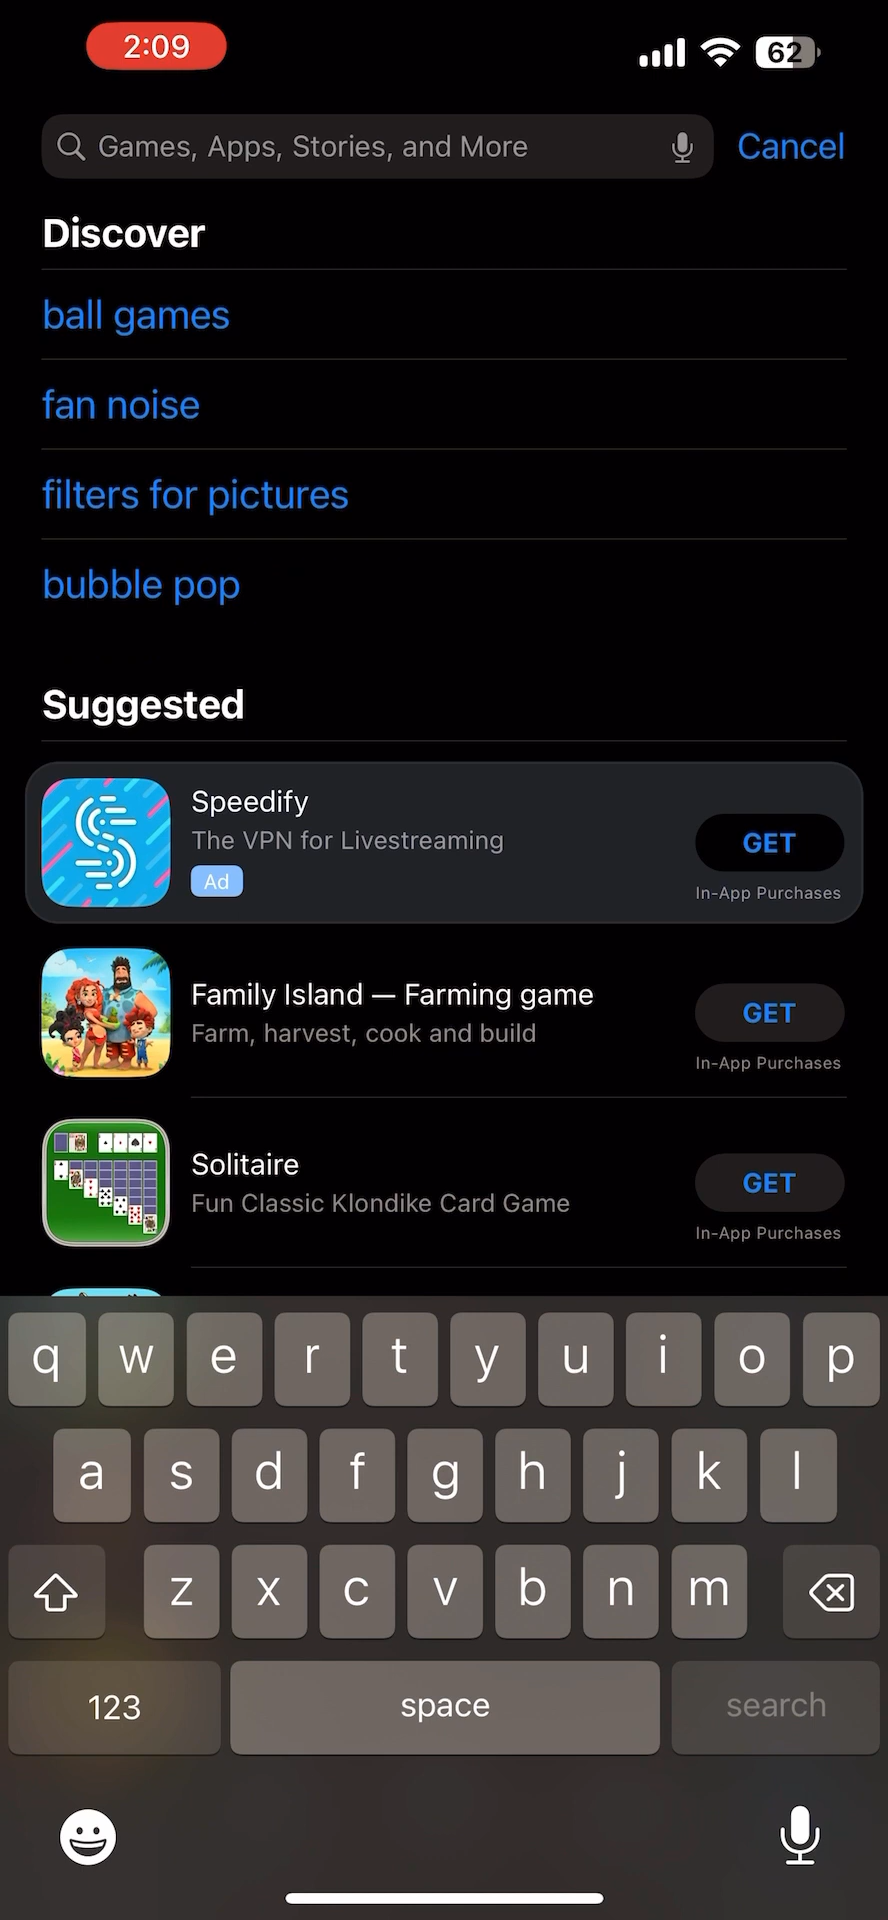 2:09
62
Games, Apps, Stories, and More
Cancel
Discover
ball games
fan noise
filters for pictures
bubble pop
Suggested
Speedify
The VPN for Livestreaming
Ad
GET
In-App Purchases
Family Island — Farming game
Farm, harvest, cook and build
GET
In-App Purchases
Solitaire
Fun Classic Klondike Card Game
GET
In-App Purchases
q w e r t y u i o p
a s d f g h j k l
z x c v b n m
123 space search